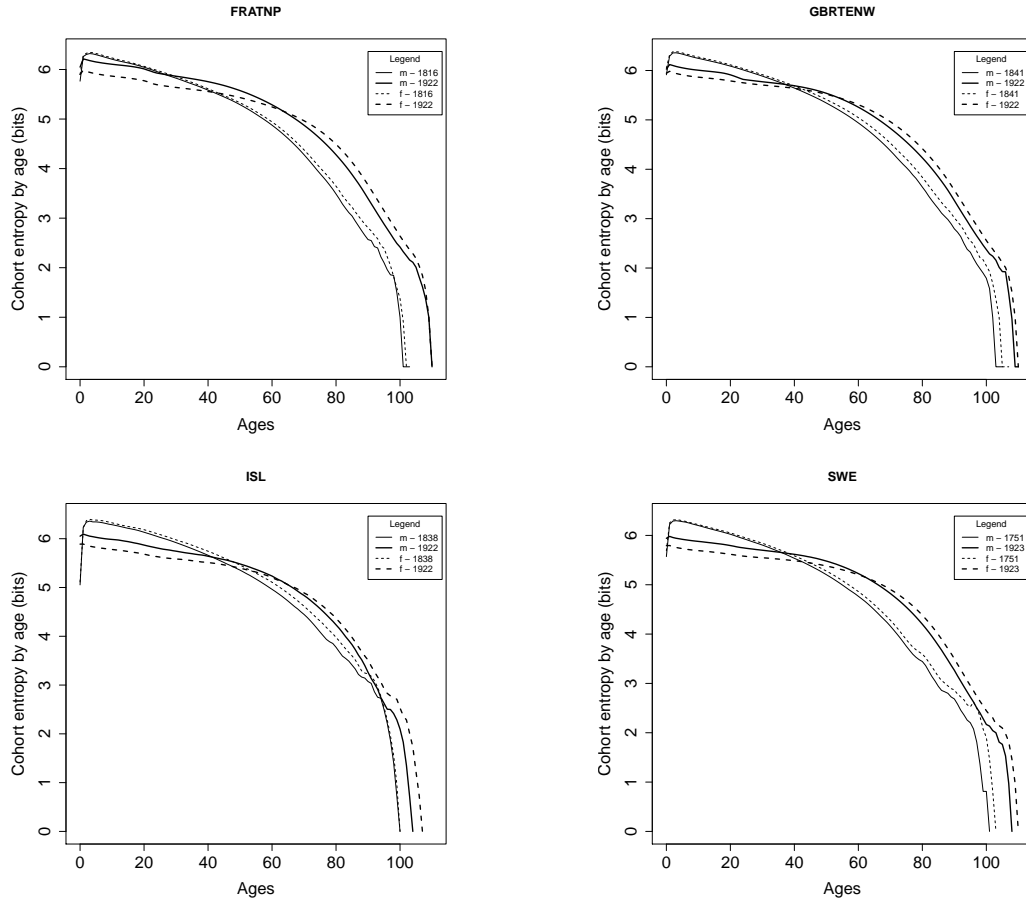 FRATNP
Cohort entropy by age (bits)
0 1 2 3 4 5 6
Legend
m – 1816
m – 1922
f – 1816
f – 1922
0 20 40 60 80 100
Ages
GBRTENW
Cohort entropy by age (bits)
0 1 2 3 4 5 6
Legend
m – 1841
m – 1922
f – 1841
f – 1922
0 20 40 60 80 100
Ages
ISL
Cohort entropy by age (bits)
0 1 2 3 4 5 6
Legend
m – 1838
m – 1922
f – 1838
f – 1922
0 20 40 60 80 100
Ages
SWE
Cohort entropy by age (bits)
0 1 2 3 4 5 6
Legend
m – 1751
m – 1923
f – 1751
f – 1923
0 20 40 60 80 100
Ages